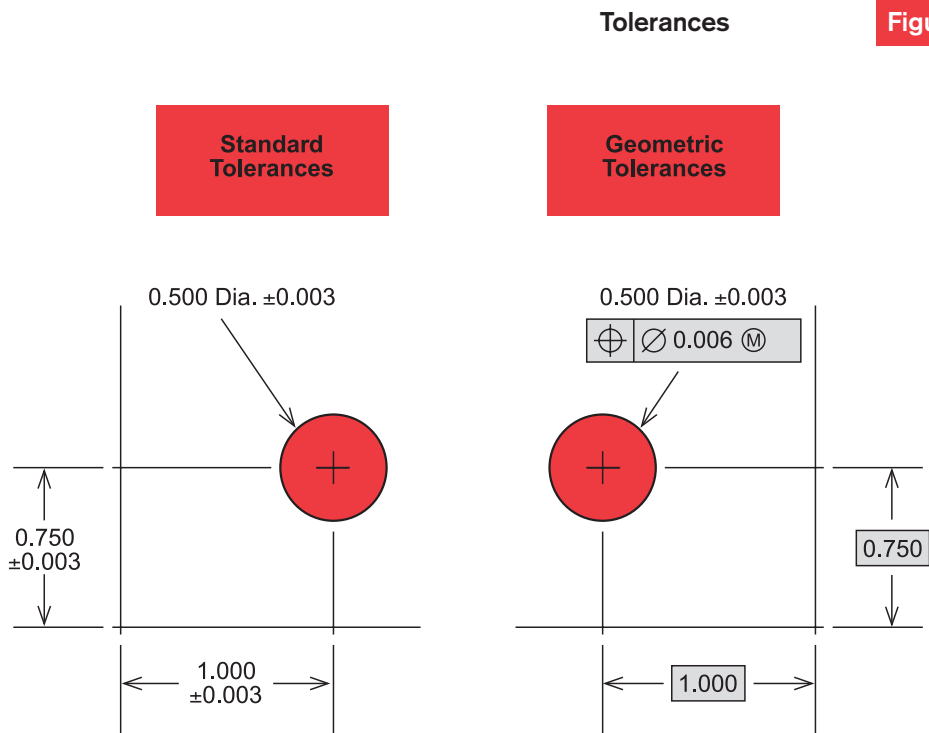 Tolerances
Figu
Standard
Tolerances
Geometric
Tolerances
0.500 Dia. ±0.003
0.500 Dia. ±0.003
⌖ ∅ 0.006 Ⓜ
0.750
±0.003
0.750
1.000
±0.003
1.000